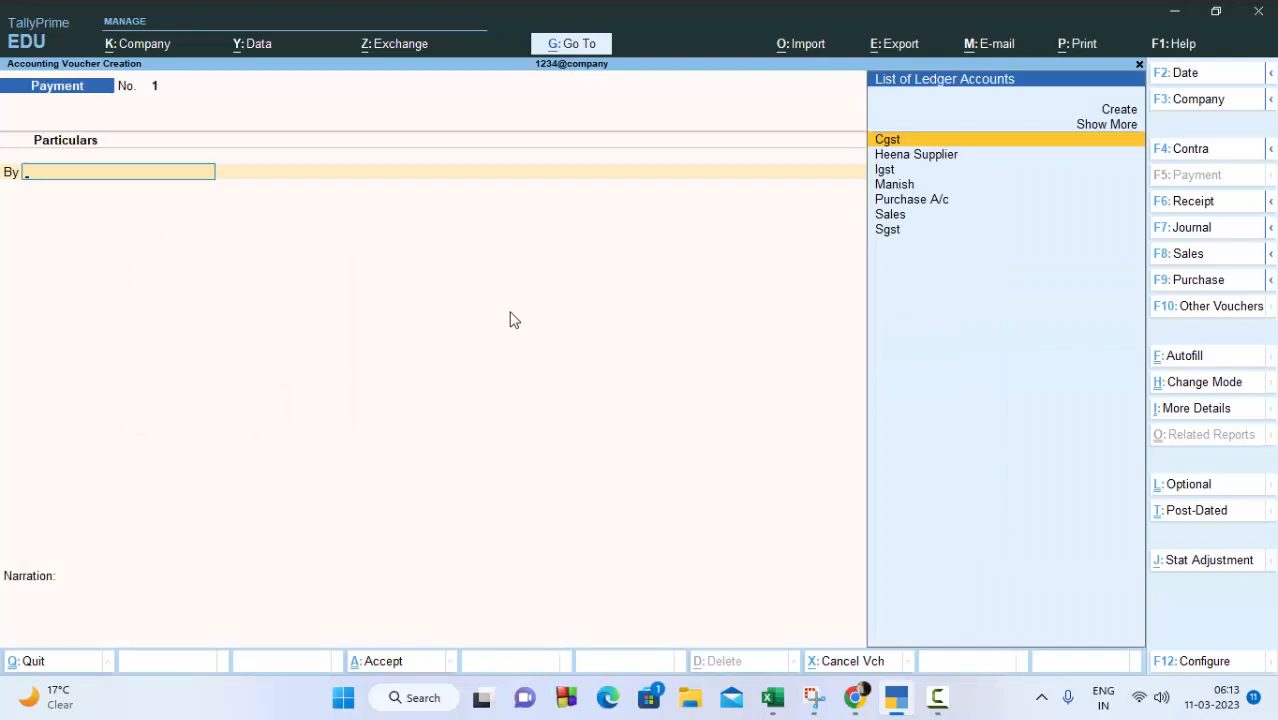 TallyPrime
EDU
MANAGE
K: Company
Y: Data
Z: Exchange
G: Go To
O: Import
E: Export
M: E-mail
P: Print
F1: Help
Accounting Voucher Creation
1234@company
Payment No. 1
Particulars
By
Narration:
List of Ledger Accounts
Create
Show More
Cgst
Heena Supplier
Igst
Manish
Purchase A/c
Sales
Sgst
F2: Date
F3: Company
F4: Contra
F5: Payment
F6: Receipt
F7: Journal
F8: Sales
F9: Purchase
F10: Other Vouchers
F: Autofill
H: Change Mode
I: More Details
O: Related Reports
L: Optional
T: Post-Dated
J: Stat Adjustment
Q: Quit
A: Accept
D: Delete
X: Cancel Vch
F12: Configure
17°C
Clear
Search
1
ENG
IN
06:13
11-03-2023
11